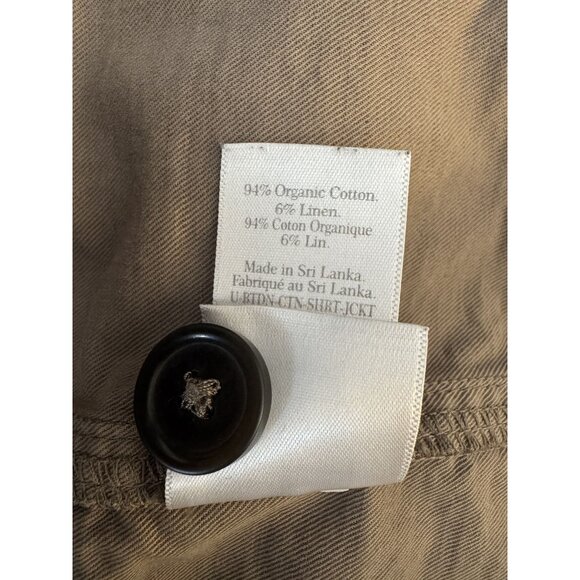 94% Organic Cotton.
6% Linen.
94% Coton Organique
6% Lin.
Made in Sri Lanka.
Fabriqué au Sri Lanka.
U-BTDN-CTN-SHRT-JCKT